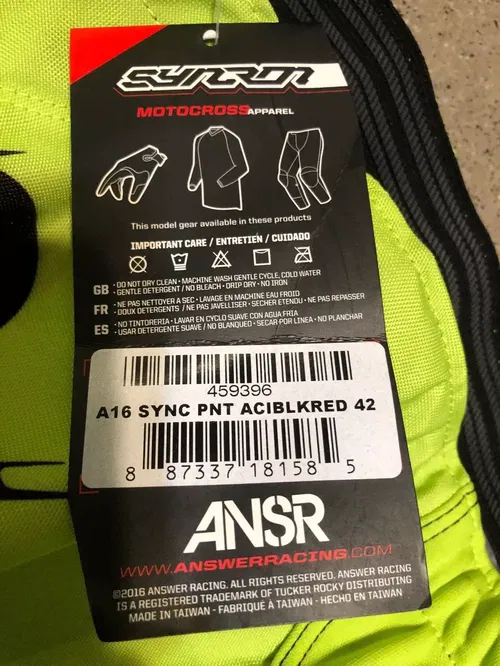 SYNCRON
MOTOCROSS APPAREL
This model gear available in these products
IMPORTANT CARE / ENTRETIEN / CUIDADO
GB - DO NOT DRY CLEAN - MACHINE WASH GENTLE CYCLE, COLD WATER
- GENTLE DETERGENT / NO BLEACH - DRIP DRY - NO IRON
FR - NE PAS NETTOYER A SEC - LAVAGE EN MACHINE EAU FROID
- DOUX DETERGENTS / NE PAS JAVELLISER - SÉCHER ETENDU - NE PAS REPASSER
ES - NO TINTORERIA - LAVAR EN CYCLO SUAVE CON AGUA FRIA
- USAR DETERGENTE SUAVE / NO BLANQUEO - SECAR POR LINEA - NO PLANCHAR
459396
A16 SYNC PNT ACIBLKRED 42
8 87337 18158 5
ANSR
WWW.ANSWERRACING.COM
©2016 ANSWER RACING. ALL RIGHTS RESERVED. ANSWER RACING
IS A REGISTERED TRADEMARK OF TUCKER ROCKY DISTRIBUTING
MADE IN TAIWAN - FABRIQUÉ A TAIWAN - HECHO EN TAIWAN